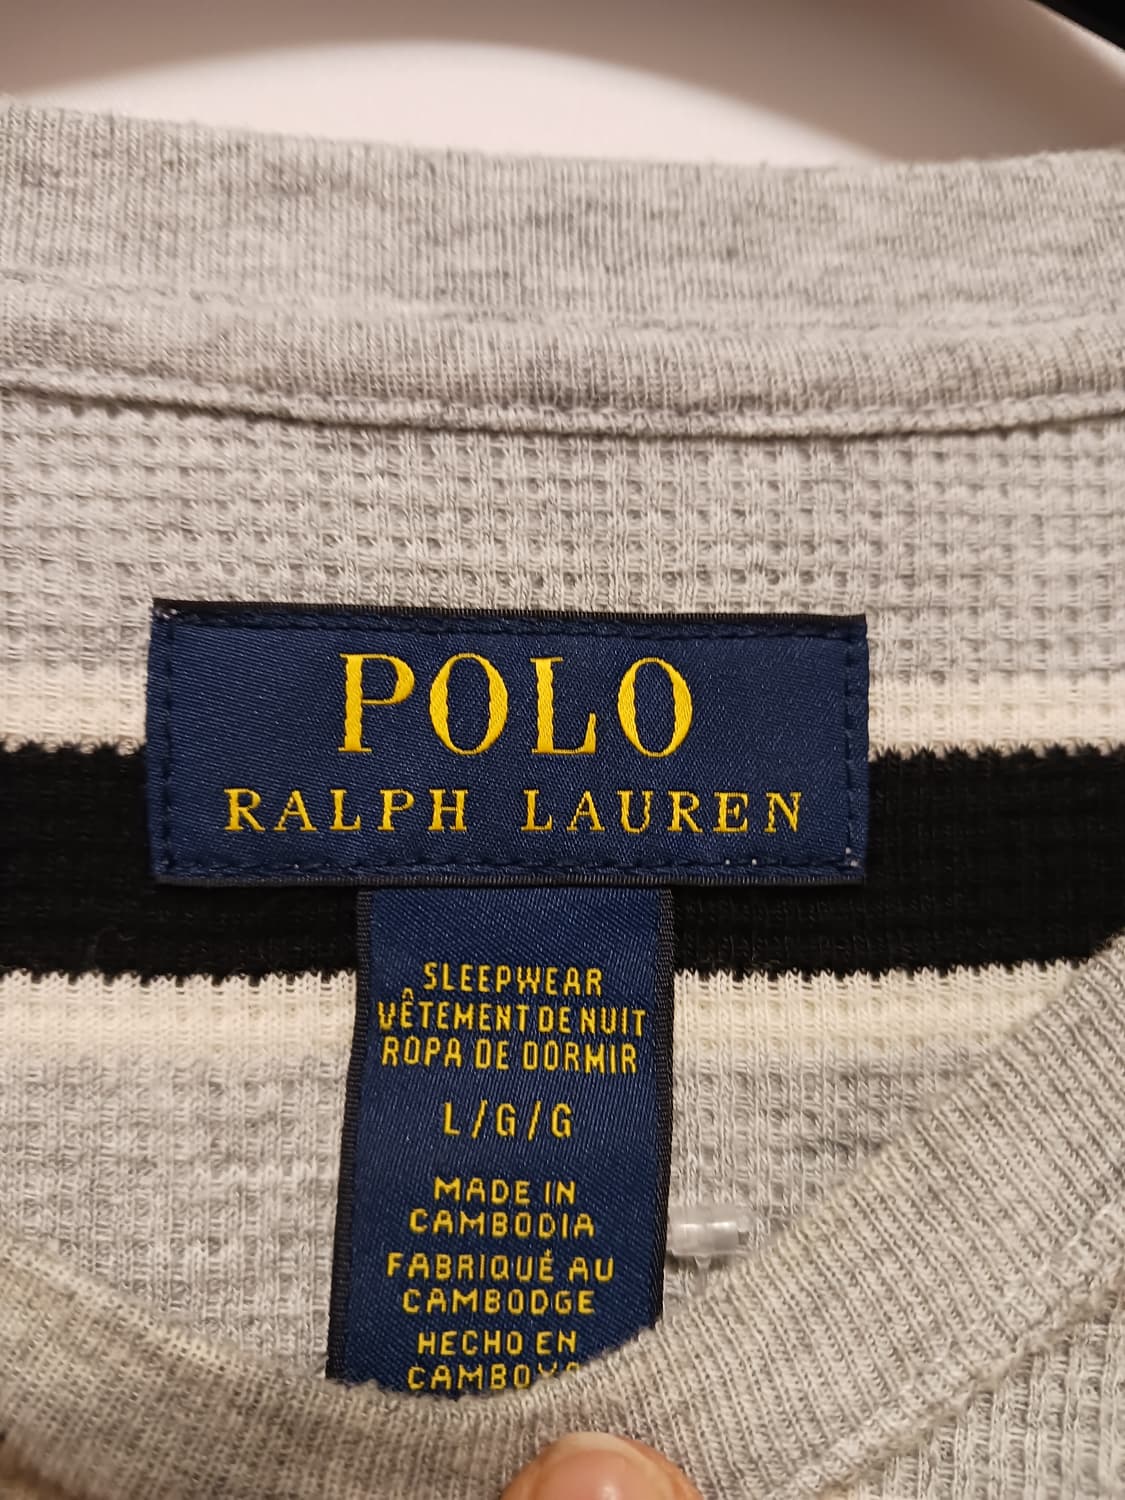 POLO
RALPH LAUREN
SLEEPWEAR
VÊTEMENT DE NUIT
ROPA DE DORMIR
L/G/G
MADE IN
CAMBODIA
FABRIQUÉ AU
CAMBODGE
HECHO EN